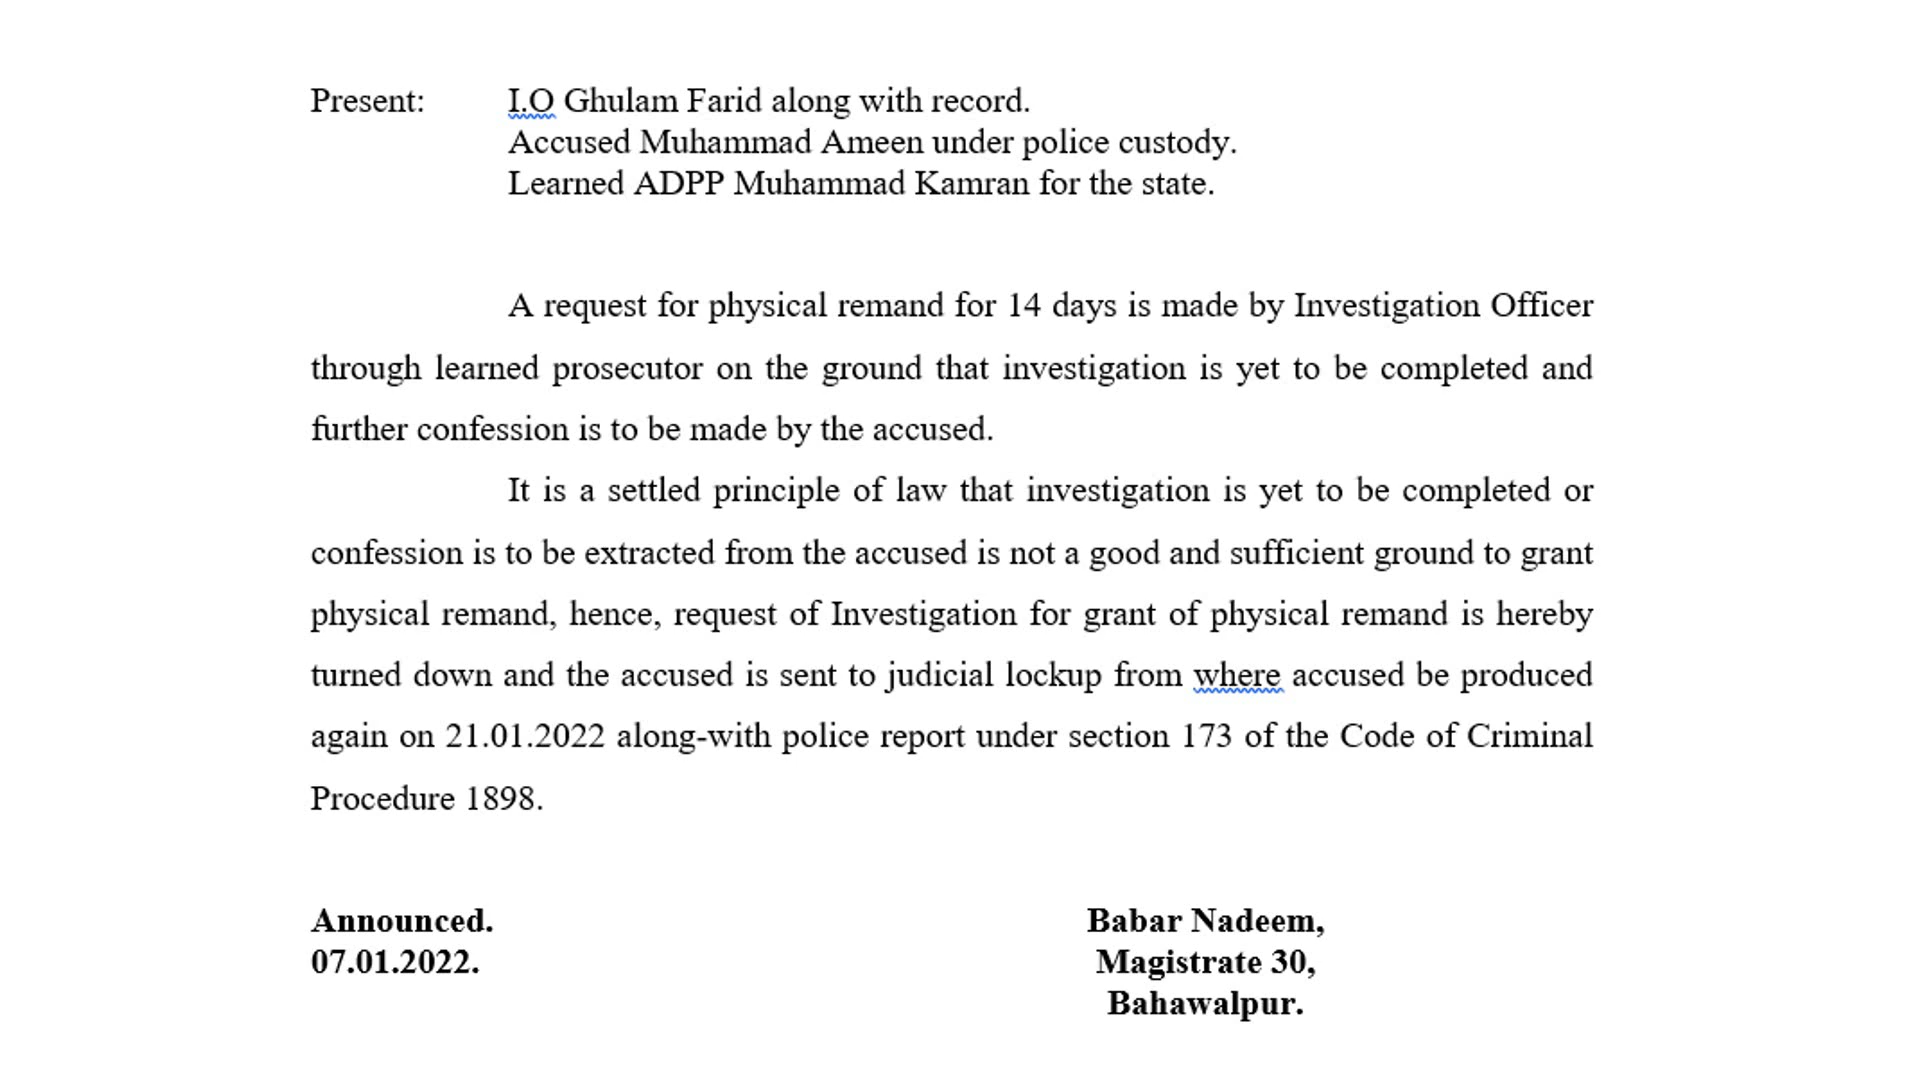 Present: I.O Ghulam Farid along with record.
Accused Muhammad Ameen under police custody.
Learned ADPP Muhammad Kamran for the state.
A request for physical remand for 14 days is made by Investigation Officer
through learned prosecutor on the ground that investigation is yet to be completed and
further confession is to be made by the accused.
It is a settled principle of law that investigation is yet to be completed or
confession is to be extracted from the accused is not a good and sufficient ground to grant
physical remand, hence, request of Investigation for grant of physical remand is hereby
turned down and the accused is sent to judicial lockup from where accused be produced
again on 21.01.2022 along-with police report under section 173 of the Code of Criminal
Procedure 1898.
Announced. Babar Nadeem,
07.01.2022. Magistrate 30,
Bahawalpur.